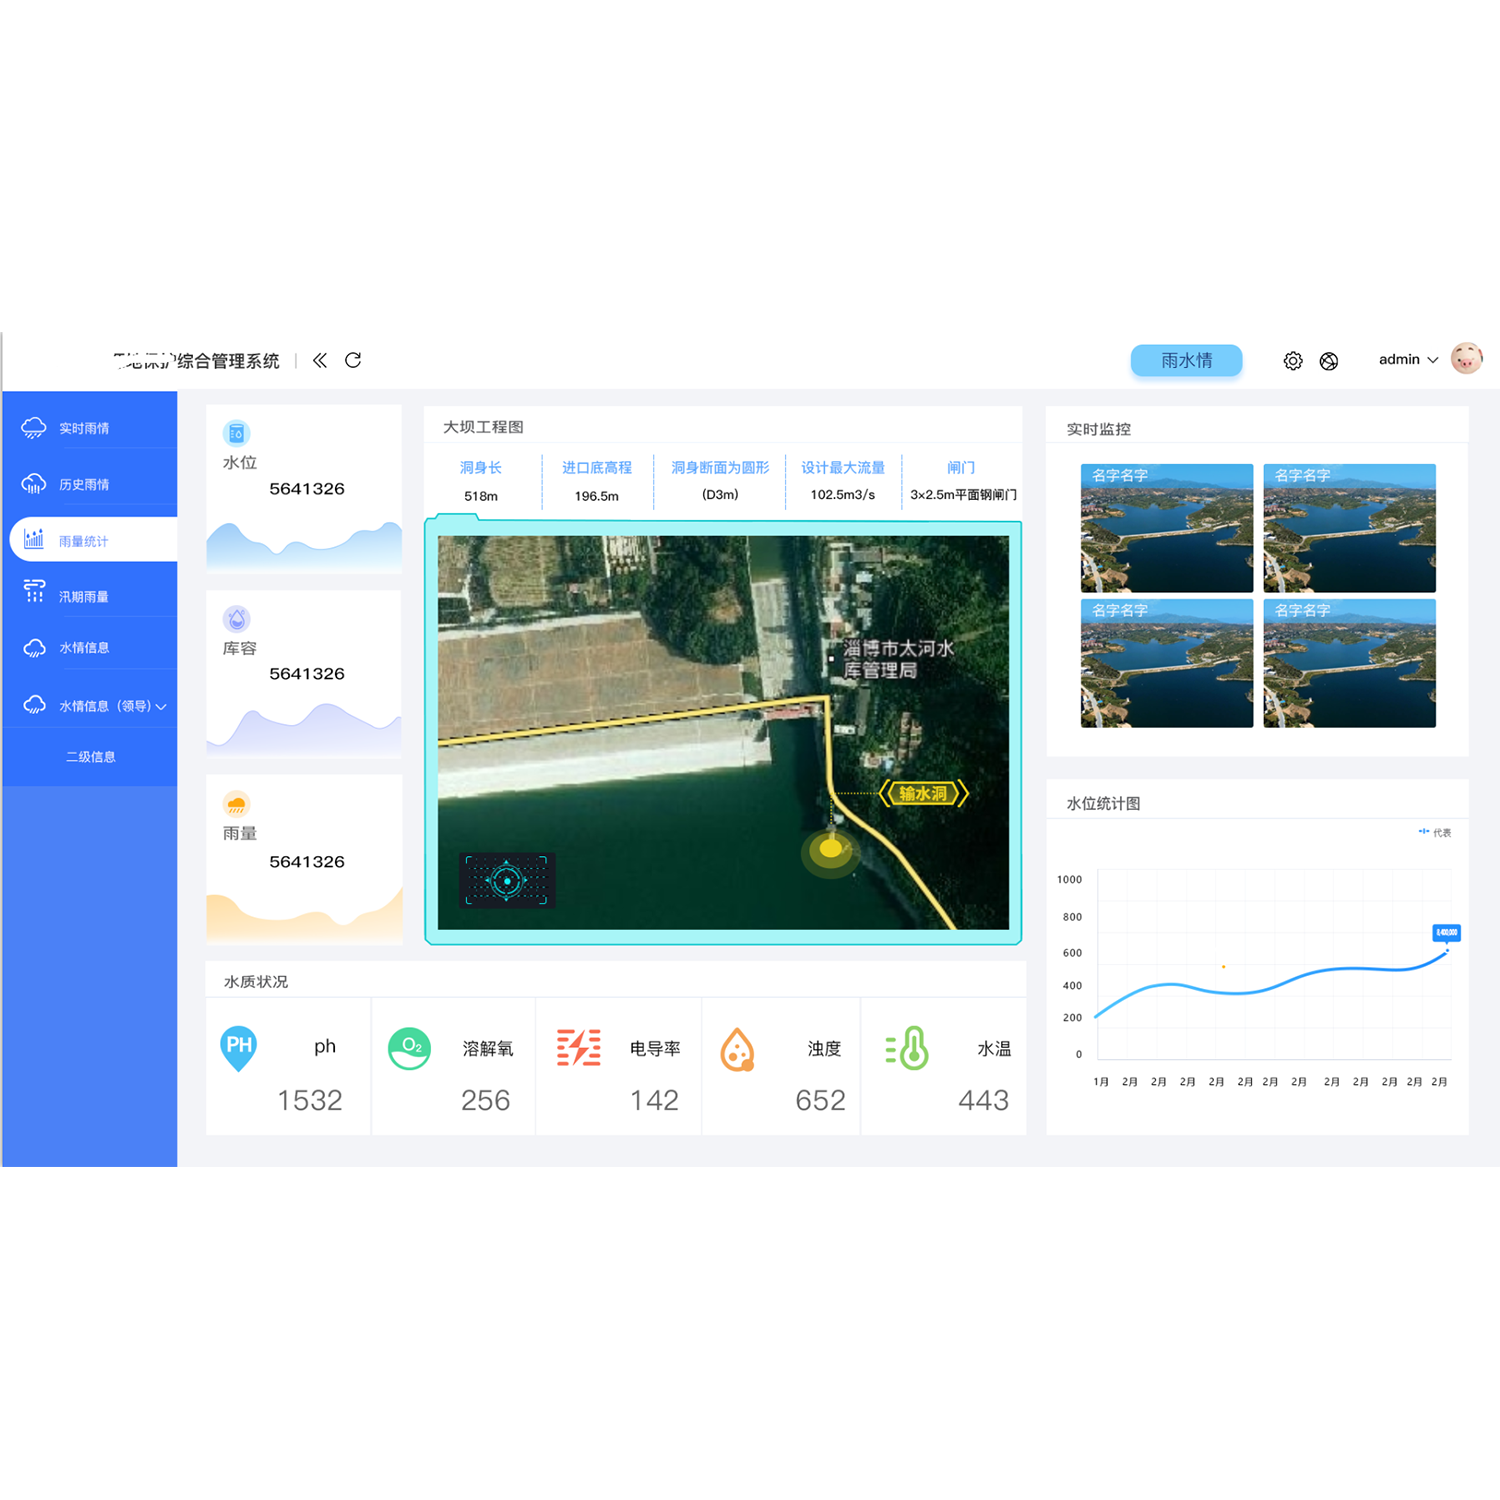 综合管理系统
雨水情
admin
实时雨情
历史雨情
雨量统计
汛期雨量
水情信息
水情信息（领导）
二级信息
水位
5641326
库容
5641326
雨量
5641326
大坝工程图
洞身长
518m
进口底高程
196.5m
洞身断面为圆形
(D3m)
设计最大流量
102.5m3/s
闸门
3×2.5m平面钢闸门
淄博市太河水
库管理局
输水洞
实时监控
名字名字
名字名字
名字名字
名字名字
水质状况
PH
ph
1532
O₂
溶解氧
256
电导率
142
浊度
652
水温
443
水位统计图
代表
1000
800
600
400
200
0
8,400,000
1月 2月 2月 2月 2月 2月 2月 2月 2月 2月 2月 2月 2月